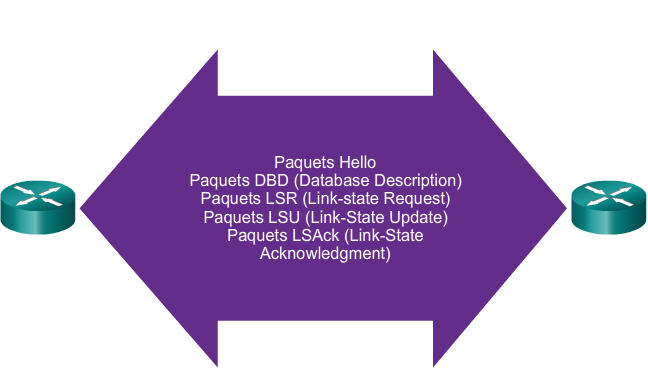 Paquets Hello
Paquets DBD (Database Description)
Paquets LSR (Link-state Request)
Paquets LSU (Link-State Update)
Paquets LSAck (Link-State
Acknowledgment)